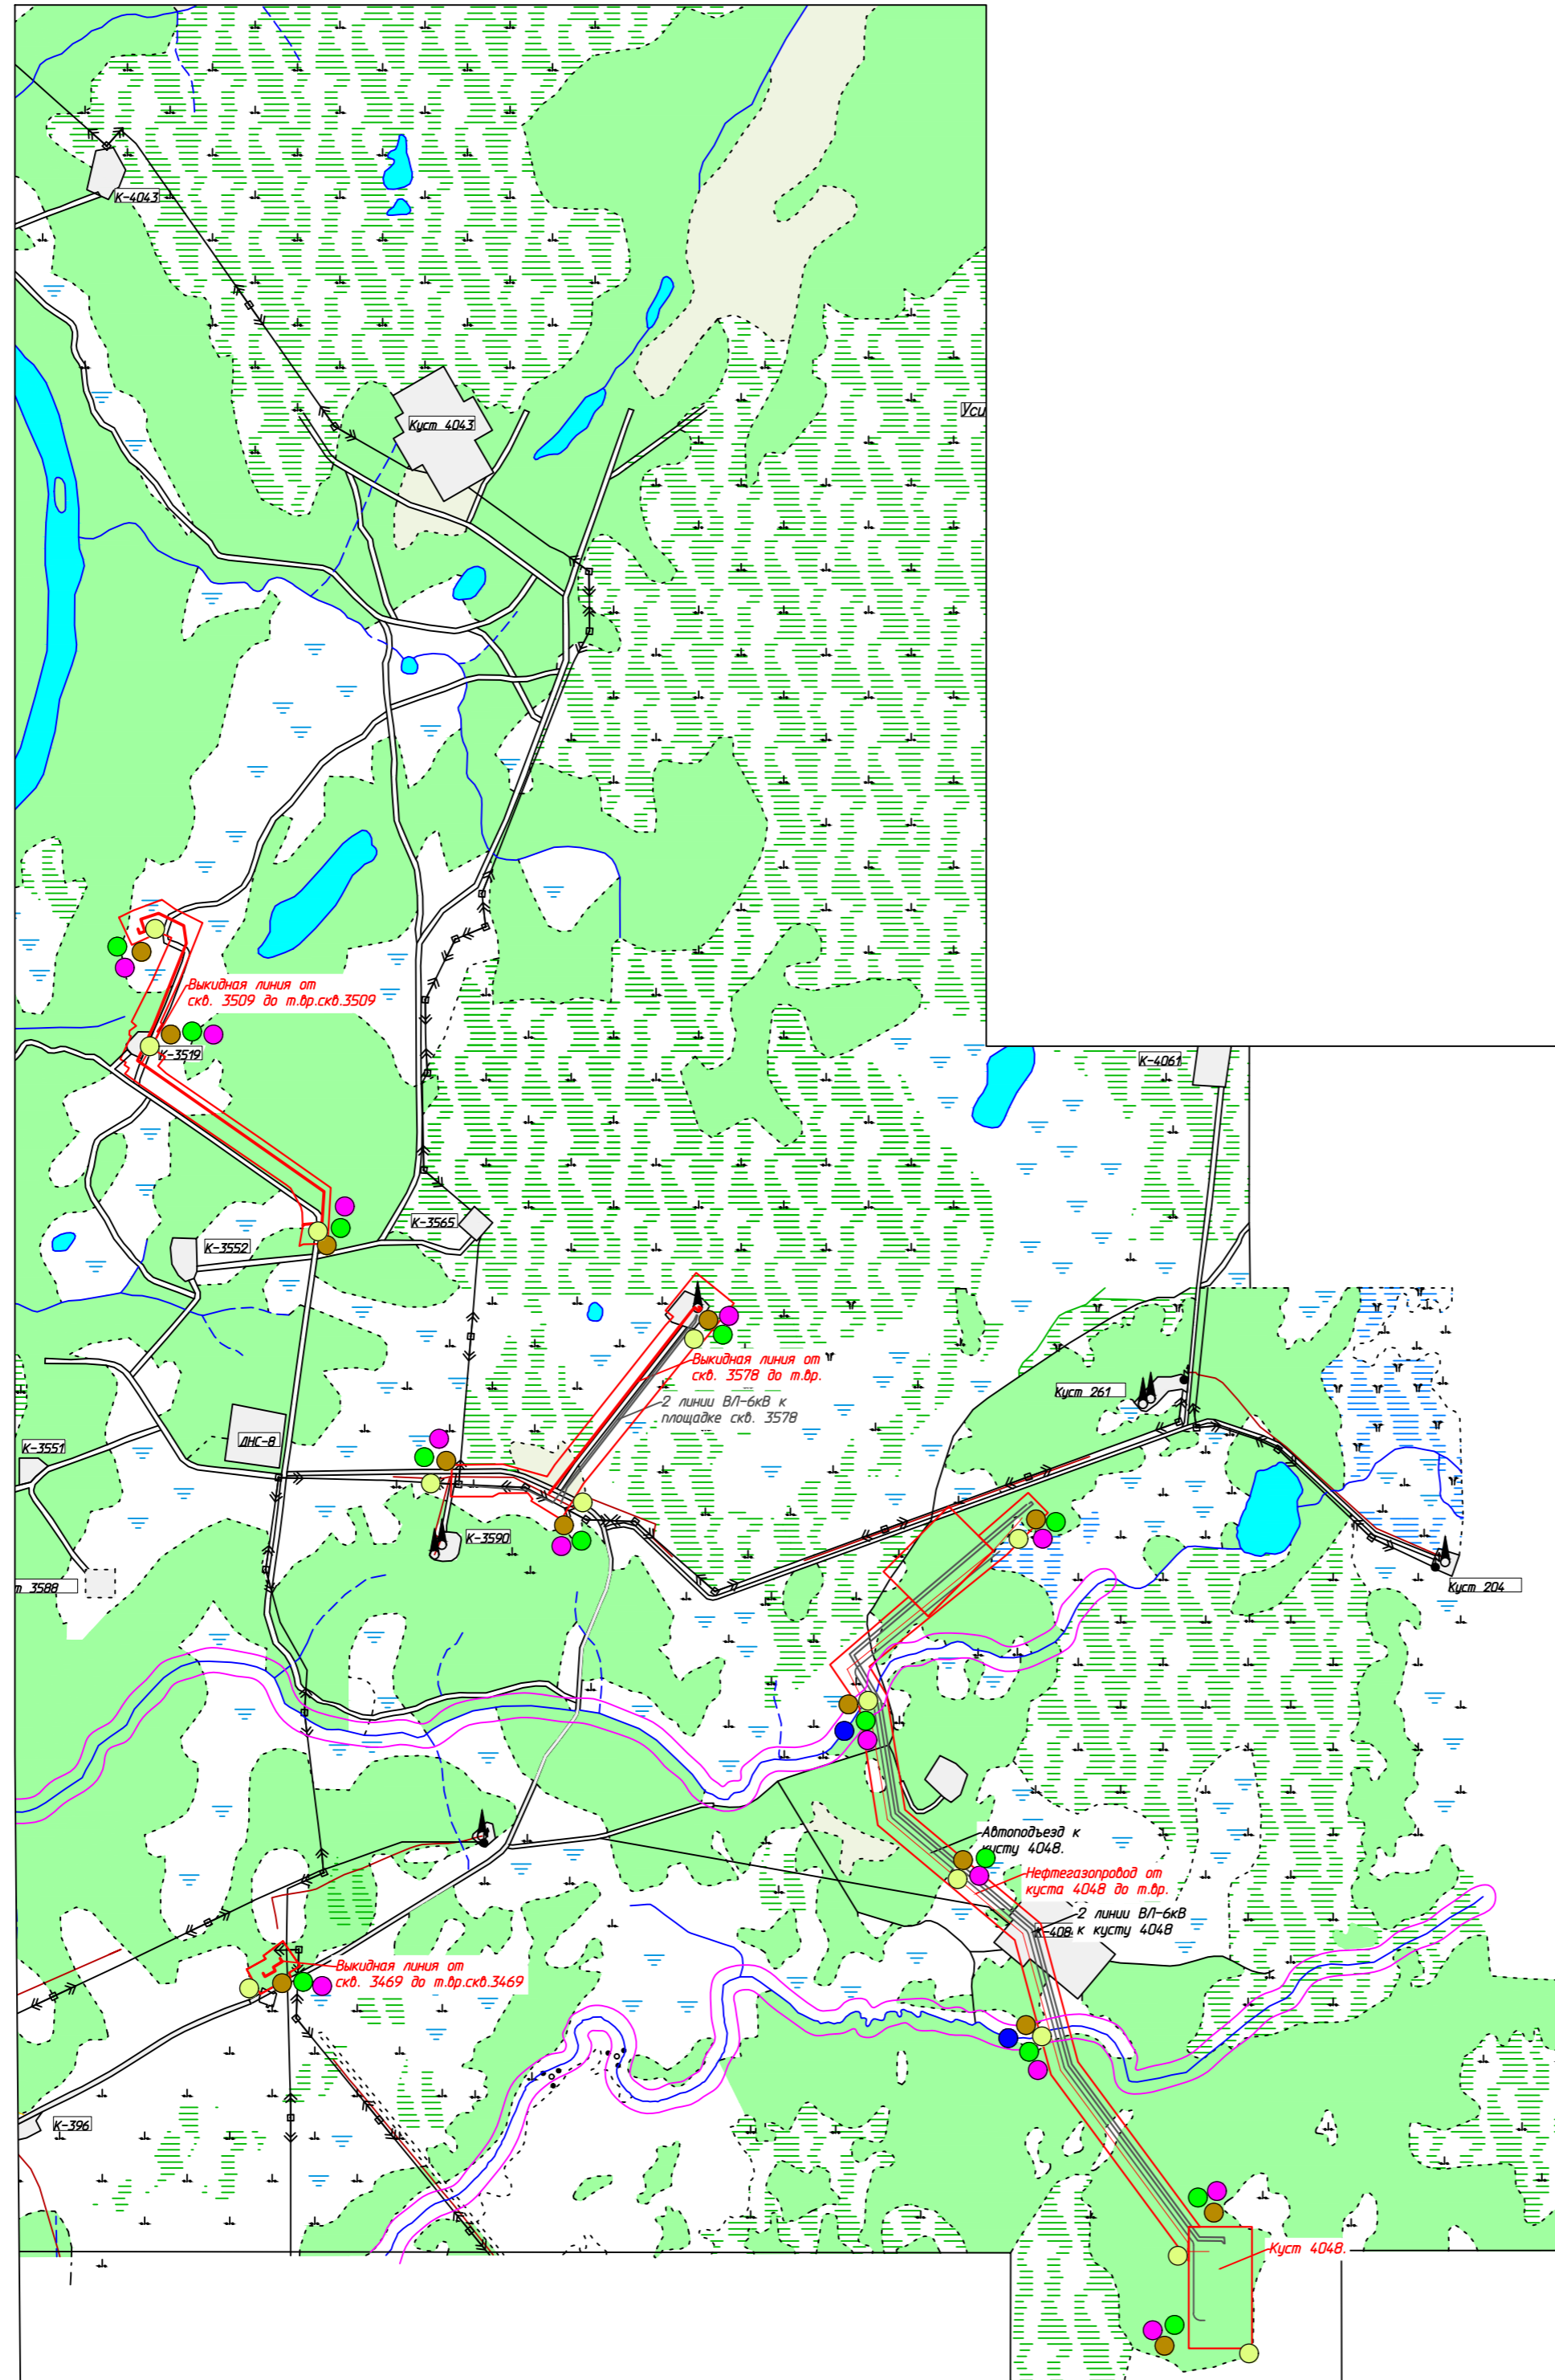 К-4043
Куст 4043
Уси
Выкидная линия от
скв. 3509 до т.вр.скв.3509
К-3519
К-4061
К-3565
К-3552
Выкидная линия от
скв. 3578 до т.вр.
2 линии ВЛ-6кВ к
площадке скв. 3578
Куст 261
ДНС-8
К-3551
К-3590
т 3588
Куст 204
Автоподъезд к
кусту 4048.
Нефтегазопровод от
куста 4048 до т.вр.
2 линии ВЛ-6кВ
к кусту 4048
К-408
Выкидная линия от
скв. 3469 до т.вр.скв.3469
К-396
Куст 4048.